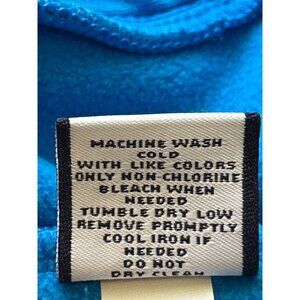 MACHINE WASH
COLD
WITH LIKE COLORS
ONLY NON-CHLORINE
BLEACH WHEN
NEEDED
TUMBLE DRY LOW
REMOVE PROMPTLY
COOL IRON IF
NEEDED
DO NOT
DRY CLEAN